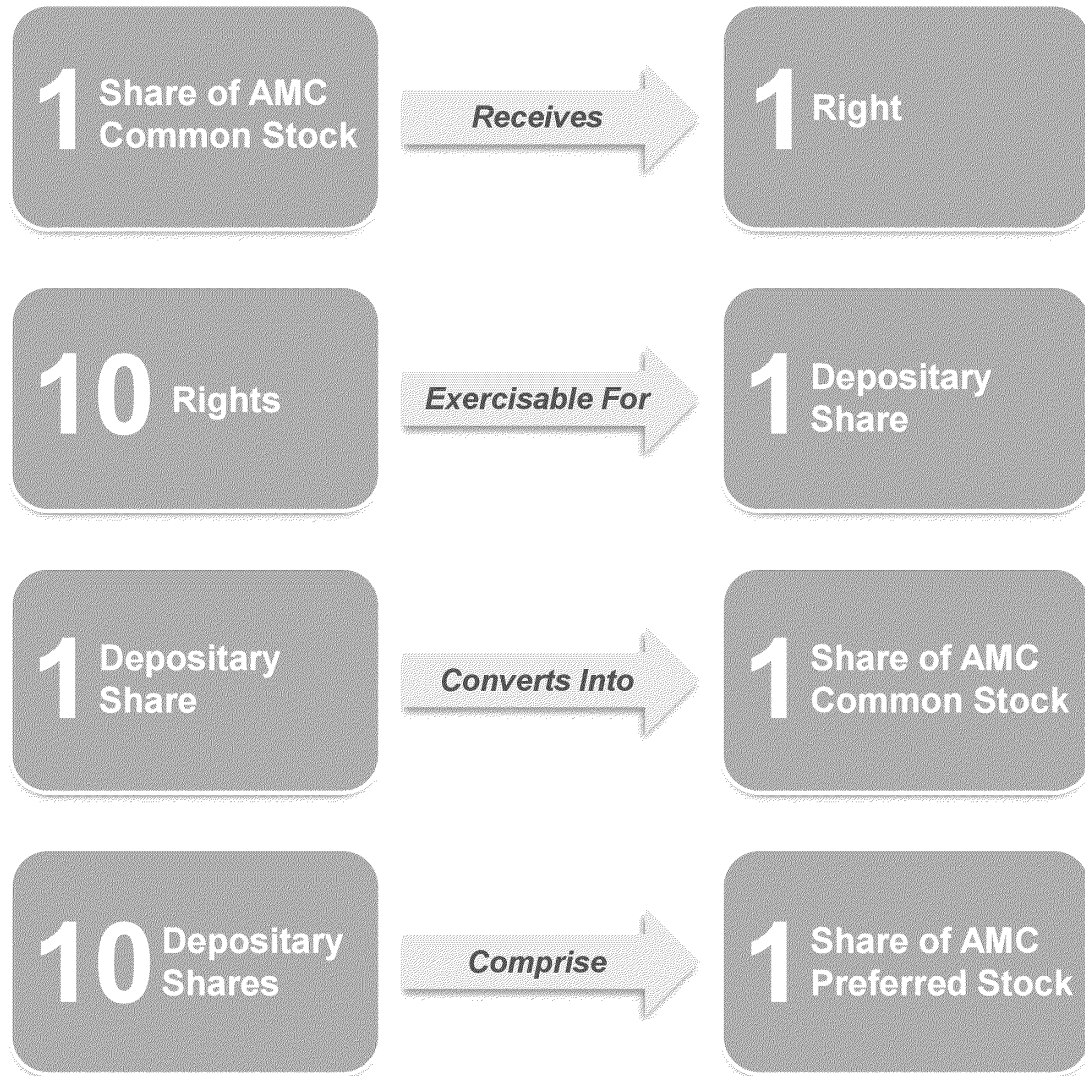 1 Share of AMC
Common Stock
Receives
1 Right
10 Rights
Exercisable For
1 Depositary
Share
1 Depositary
Share
Converts Into
1 Share of AMC
Common Stock
10 Depositary
Shares
Comprise
1 Share of AMC
Preferred Stock